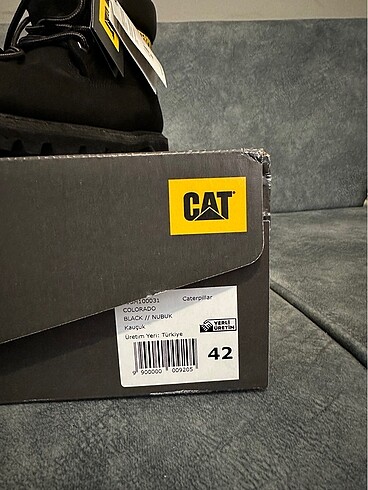 CAT
Caterpillar
COLORADO
BLACK // NUBUK
Kauçuk
YERLİ
ÜRETİM
Üretim Yeri: Türkiye
42
9 900000 009205